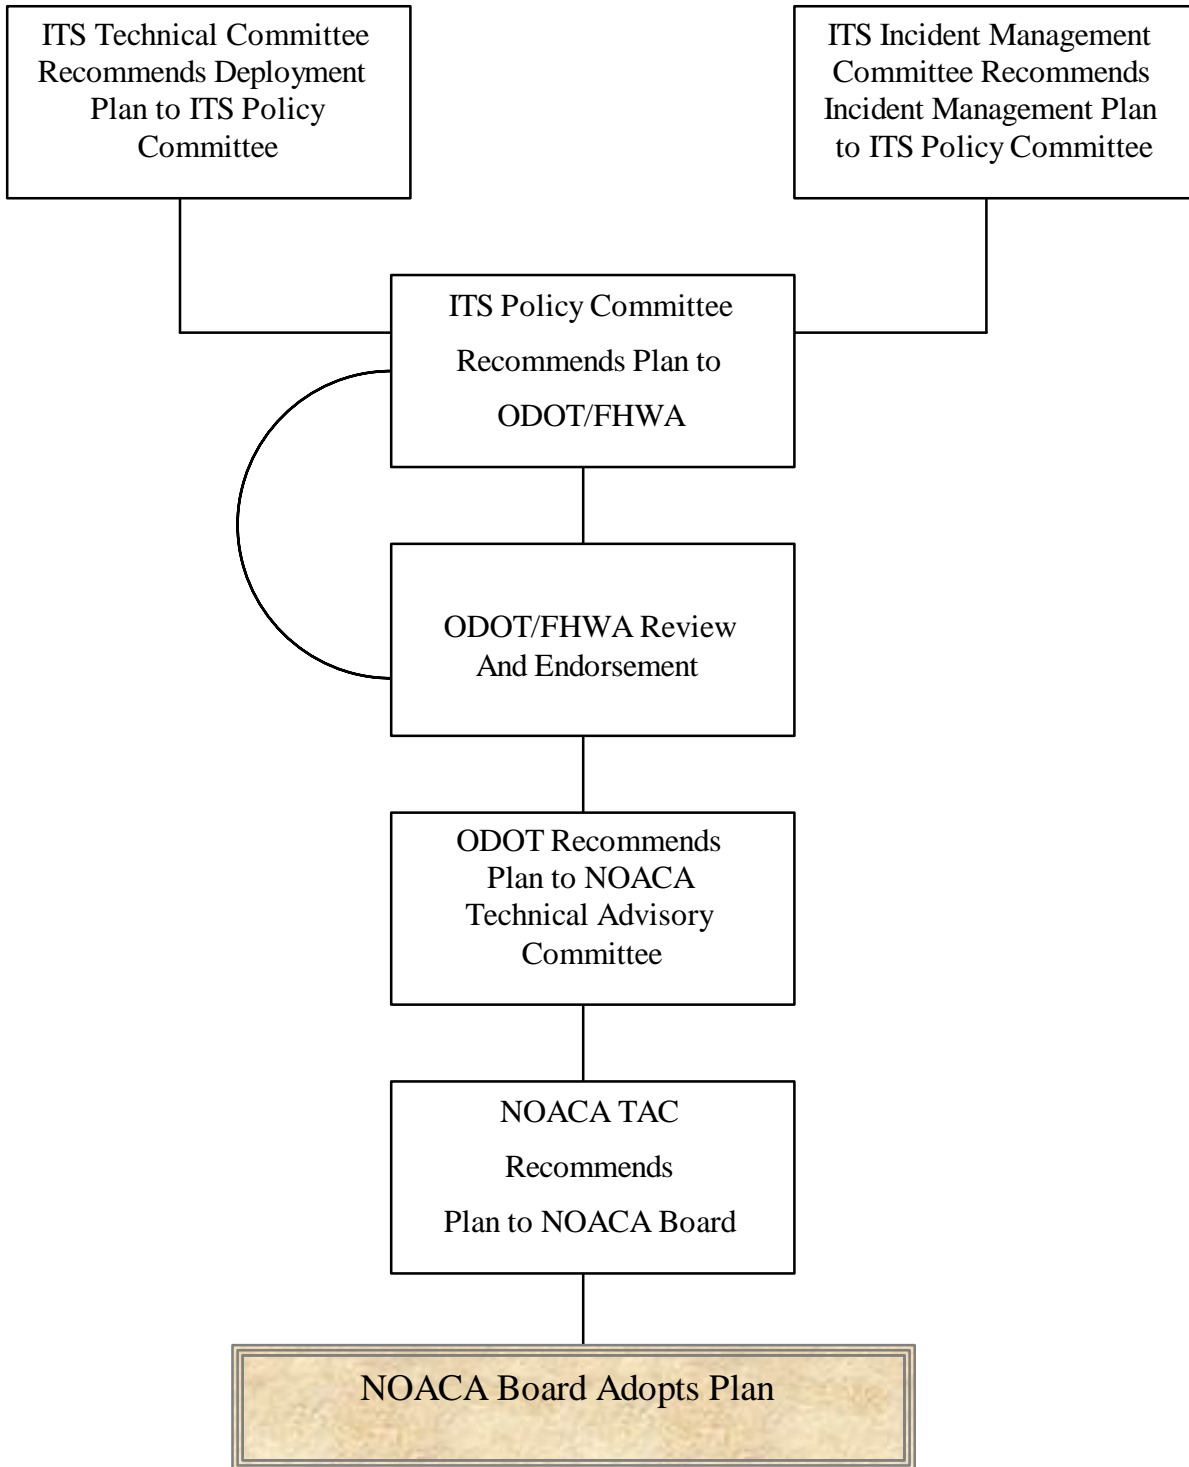 ITS Technical Committee
Recommends Deployment
Plan to ITS Policy
Committee
ITS Incident Management
Committee Recommends
Incident Management Plan
to ITS Policy Committee
ITS Policy Committee
Recommends Plan to
ODOT/FHWA
ODOT/FHWA Review
And Endorsement
ODOT Recommends
Plan to NOACA
Technical Advisory
Committee
NOACA TAC
Recommends
Plan to NOACA Board
NOACA Board Adopts Plan